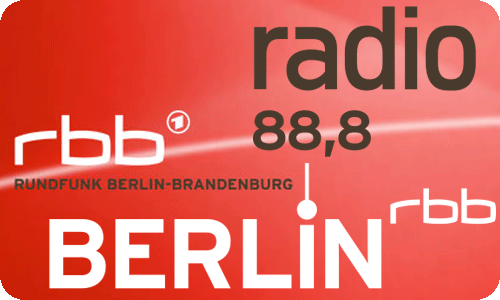 radio
88,8
rbb
RUNDFUNK BERLIN-BRANDENBURG
BERLiN rbb